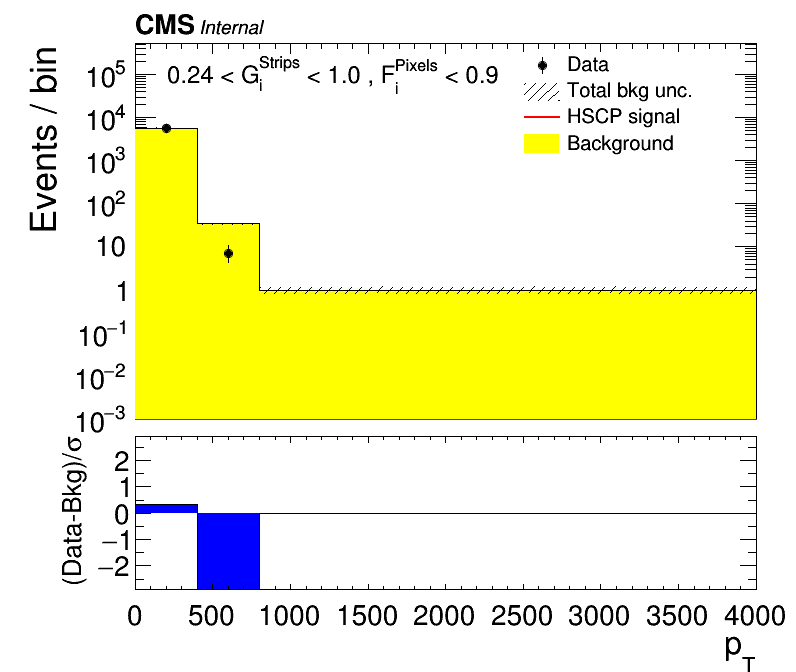 CMS Internal
0.24 < G_i^Strips < 1.0 , F_i^Pixels < 0.9
Data
Total bkg unc.
HSCP signal
Background
Events / bin
10^5
10^4
10^3
10^2
10
1
10^−1
10^−2
10^−3
(Data-Bkg)/σ
2
1
0
−1
−2
0 500 1000 1500 2000 2500 3000 3500 4000
p_T